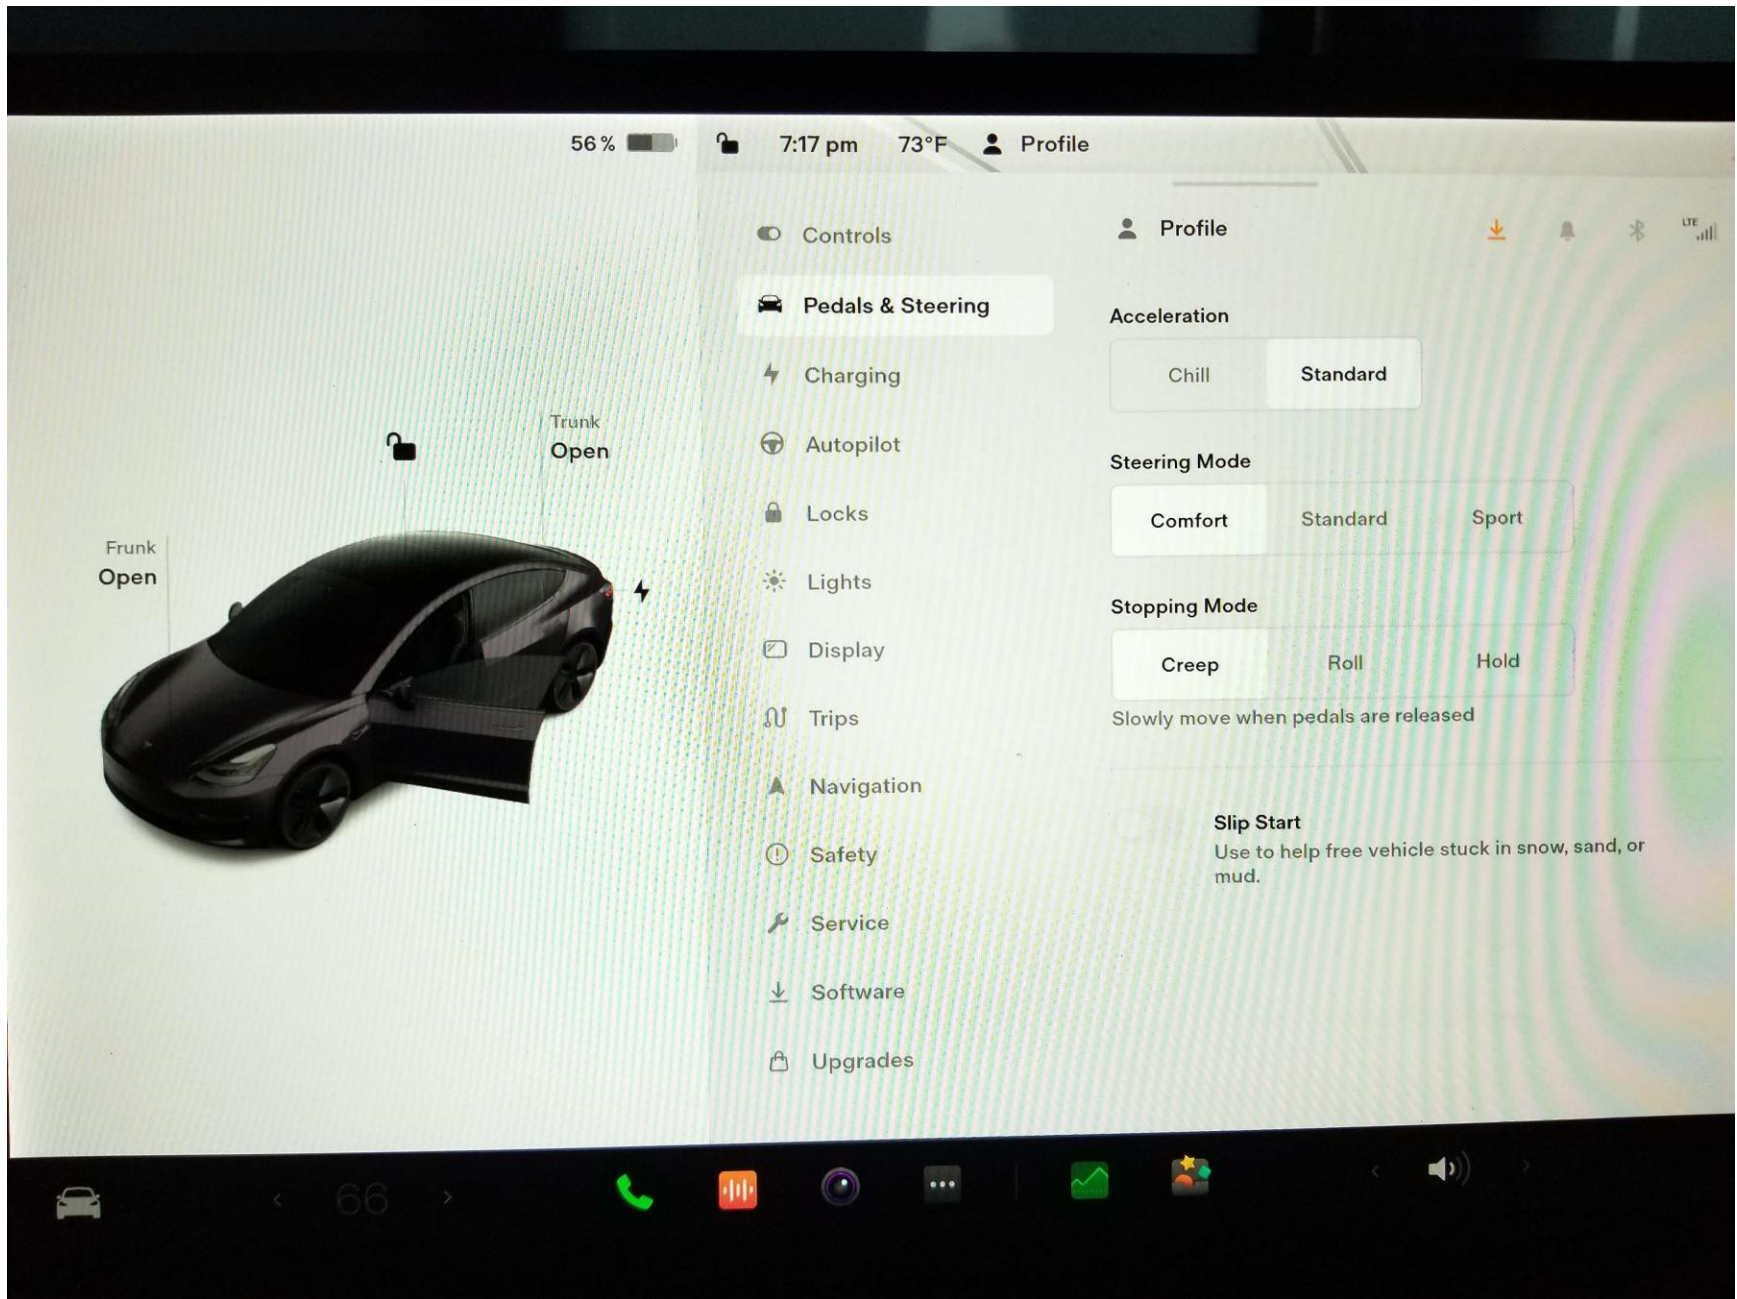 56 %
7:17 pm
73°F
Profile
Trunk
Open
Frunk
Open
Controls
Pedals & Steering
Charging
Autopilot
Locks
Lights
Display
Trips
Navigation
Safety
Service
Software
Upgrades
Profile
LTE
Acceleration
Chill
Standard
Steering Mode
Comfort
Standard
Sport
Stopping Mode
Creep
Roll
Hold
Slowly move when pedals are released
Slip Start
Use to help free vehicle stuck in snow, sand, or
mud.
66